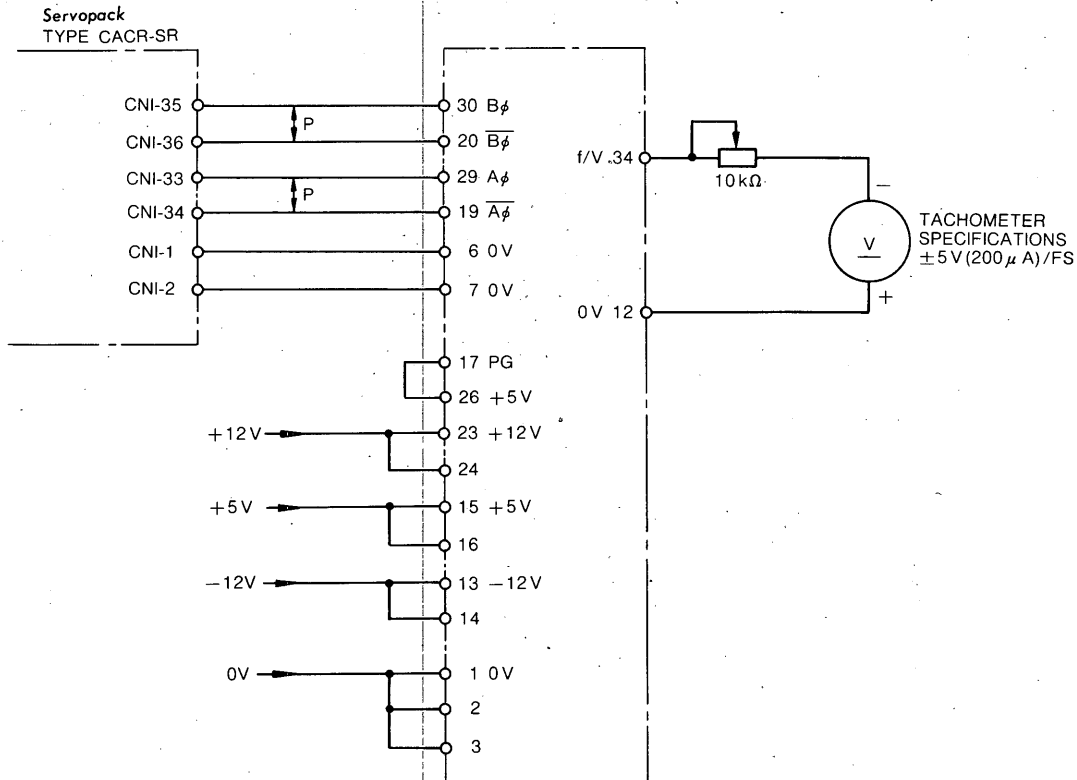 Servopack
TYPE CACR-SR
CNI-35
CNI-36
CNI-33
CNI-34
CNI-1
CNI-2
P
P
30 Bφ
20 B̅φ̅
29 Aφ
19 A̅φ̅
6 0V
7 0V
17 PG
26 +5V
+12V
23 +12V
24
+5V
15 +5V
16
−12V
13 −12V
14
0V
1 0V
2
3
f/V 34
10kΩ
−
V
+
TACHOMETER
SPECIFICATIONS
±5V(200μA)/FS
0V 12